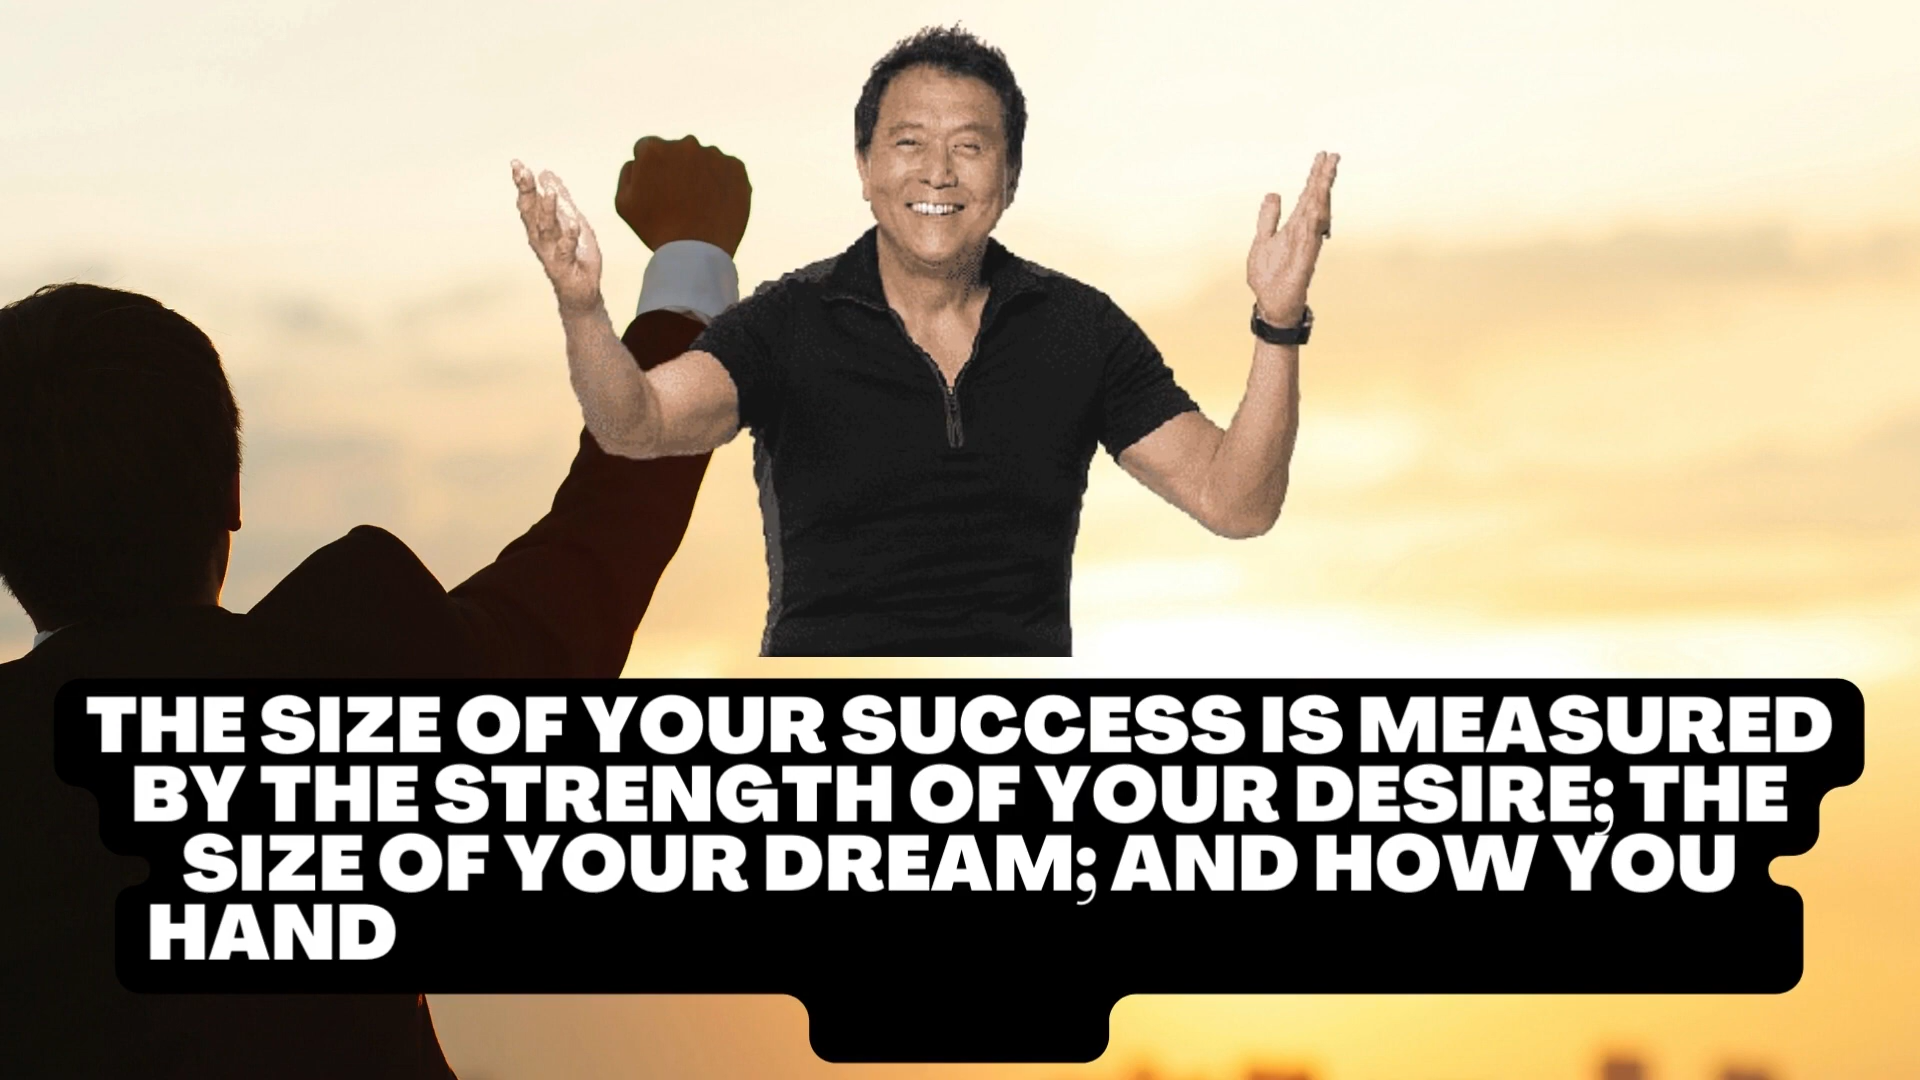 THE SIZE OF YOUR SUCCESS IS MEASURED
BY THE STRENGTH OF YOUR DESIRE; THE
SIZE OF YOUR DREAM; AND HOW YOU
HAND